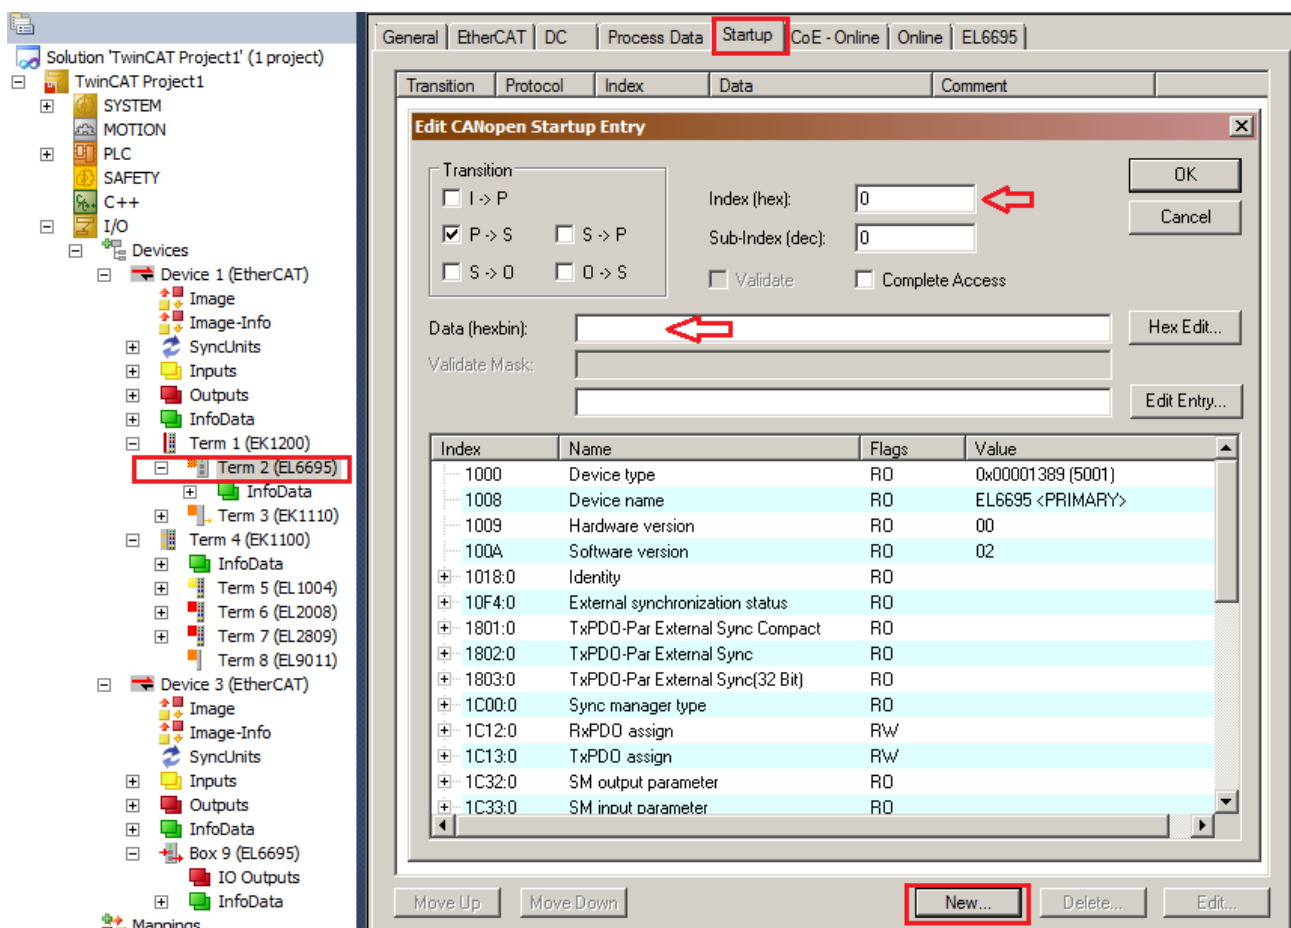 Solution 'TwinCAT Project1' (1 project)
TwinCAT Project1
SYSTEM
MOTION
PLC
SAFETY
C++
I/O
Devices
Device 1 (EtherCAT)
Image
Image-Info
SyncUnits
Inputs
Outputs
InfoData
Term 1 (EK1200)
Term 2 (EL6695)
InfoData
Term 3 (EK1110)
Term 4 (EK1100)
InfoData
Term 5 (EL1004)
Term 6 (EL2008)
Term 7 (EL2809)
Term 8 (EL9011)
Device 3 (EtherCAT)
Image
Image-Info
SyncUnits
Inputs
Outputs
InfoData
Box 9 (EL6695)
IO Outputs
InfoData
Mappings
General EtherCAT DC Process Data Startup CoE - Online Online EL6695
Transition Protocol Index Data Comment
Edit CANopen Startup Entry
Transition
I -> P
P -> S S -> P
S -> O O -> S
Index (hex): 0
Sub-Index (dec): 0
Validate Complete Access
OK
Cancel
Data (hexbin): Hex Edit...
Validate Mask:
Edit Entry...
Index Name Flags Value
1000 Device type RO 0x00001389 (5001)
1008 Device name RO EL6695 <PRIMARY>
1009 Hardware version RO 00
100A Software version RO 02
1018:0 Identity RO
10F4:0 External synchronization status RO
1801:0 TxPDO-Par External Sync Compact RO
1802:0 TxPDO-Par External Sync RO
1803:0 TxPDO-Par External Sync(32 Bit) RO
1C00:0 Sync manager type RO
1C12:0 RxPDO assign RW
1C13:0 TxPDO assign RW
1C32:0 SM output parameter RO
1C33:0 SM input parameter RO
Move Up Move Down New... Delete... Edit...